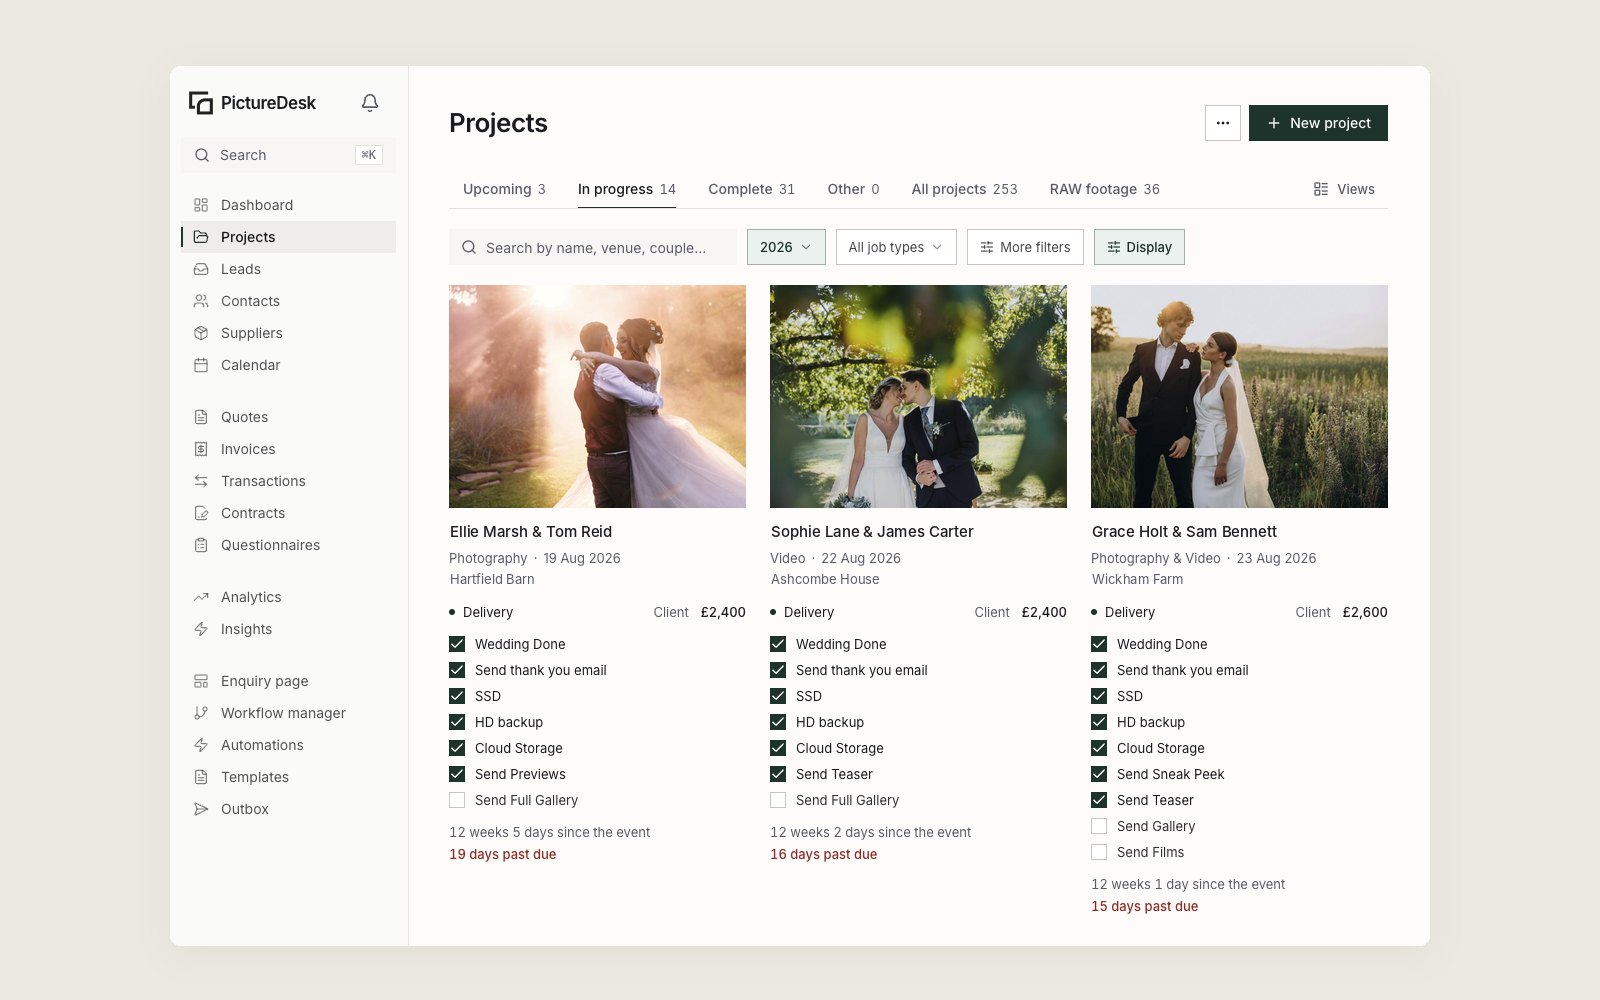 PictureDesk
Search ⌘K
Dashboard
Projects
Leads
Contacts
Suppliers
Calendar
Quotes
Invoices
Transactions
Contracts
Questionnaires
Analytics
Insights
Enquiry page
Workflow manager
Automations
Templates
Outbox
Projects
... + New project
Upcoming 3 In progress 14 Complete 31 Other 0 All projects 253 RAW footage 36 Views
Search by name, venue, couple... 2026 All job types More filters Display
Ellie Marsh & Tom Reid
Photography · 19 Aug 2026
Hartfield Barn
• Delivery Client £2,400
Wedding Done
Send thank you email
SSD
HD backup
Cloud Storage
Send Previews
Send Full Gallery
12 weeks 5 days since the event
19 days past due
Sophie Lane & James Carter
Video · 22 Aug 2026
Ashcombe House
• Delivery Client £2,400
Wedding Done
Send thank you email
SSD
HD backup
Cloud Storage
Send Teaser
Send Full Gallery
12 weeks 2 days since the event
16 days past due
Grace Holt & Sam Bennett
Photography & Video · 23 Aug 2026
Wickham Farm
• Delivery Client £2,600
Wedding Done
Send thank you email
SSD
HD backup
Cloud Storage
Send Sneak Peek
Send Teaser
Send Gallery
Send Films
12 weeks 1 day since the event
15 days past due